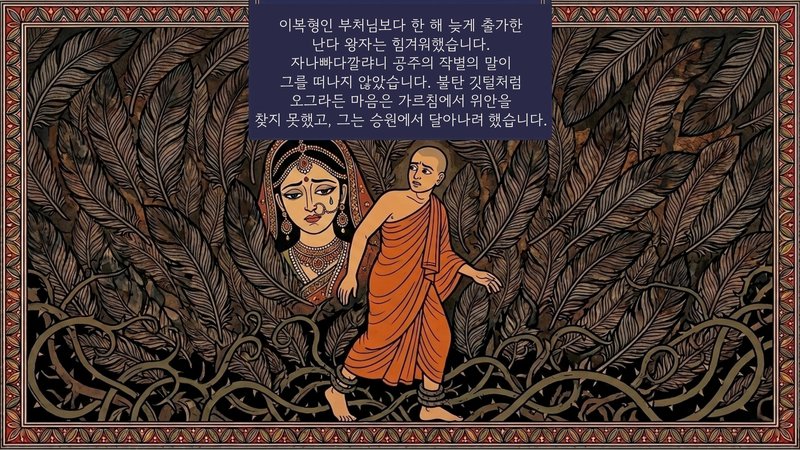 이복형인 부처님보다 한 해 늦게 출가한
난다 왕자는 힘겨워했습니다.
자나빠다깔랴니 공주의 작별의 말이
그를 떠나지 않았습니다. 불탄 깃털처럼
오그라든 마음은 가르침에서 위안을
찾지 못했고, 그는 승원에서 달아나려 했습니다.